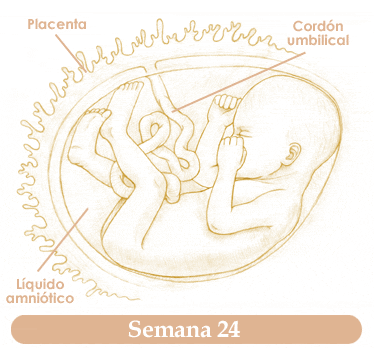 Placenta
Cordón
umbilical
Líquido
amniótico
Semana 24